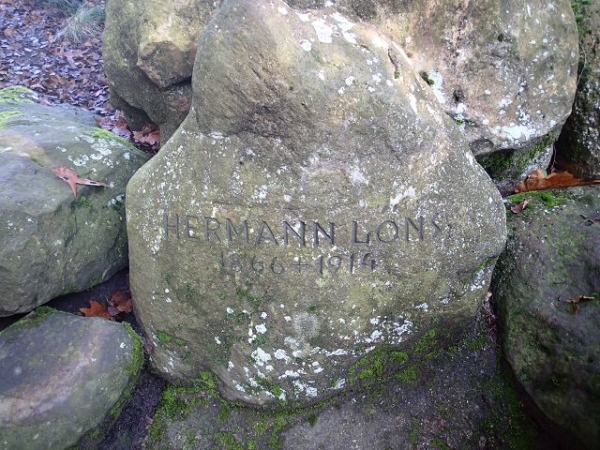 HERMANN LÖNS,
1866 + 1914